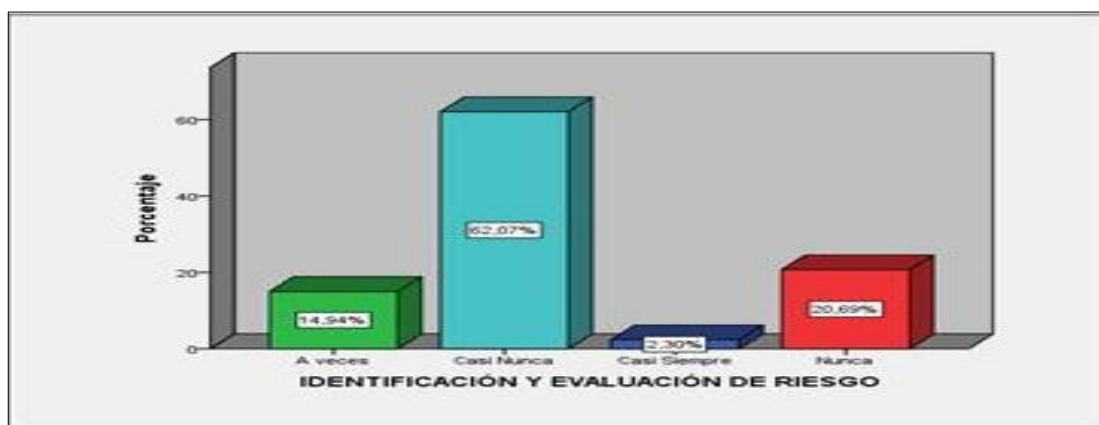 Porcentaje
60
40
20
0
14,94%
62,07%
2,30%
20,69%
A veces
Casi Nunca
Casi Siempre
Nunca
IDENTIFICACIÓN Y EVALUACIÓN DE RIESGO